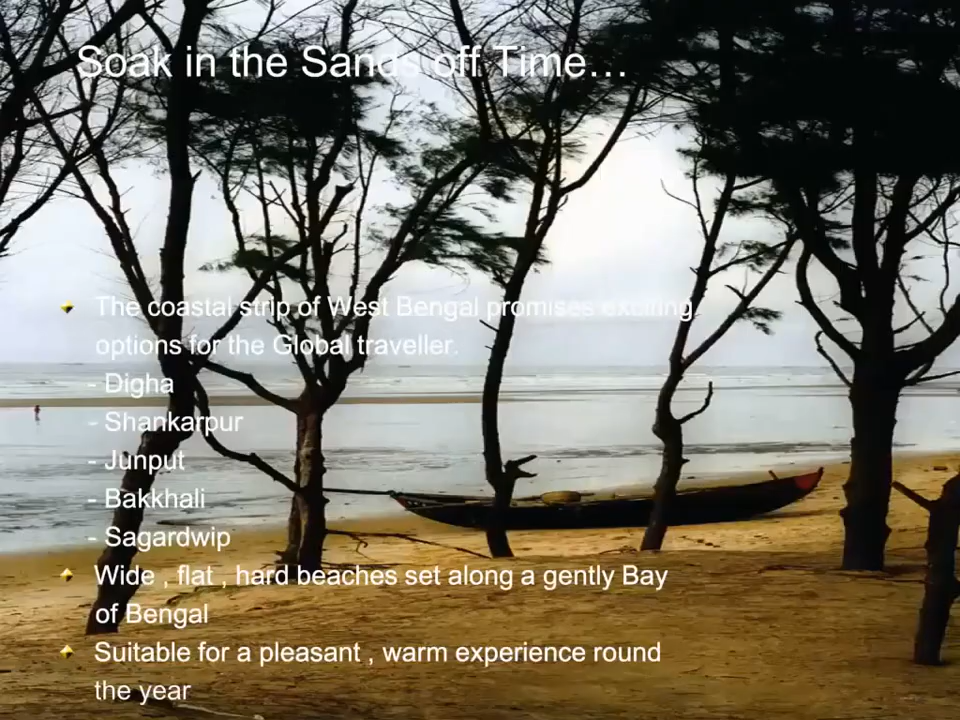 Soak in the Sands off Time…
The coastal strip of West Bengal promises exciting
options for the Global traveller.
- Digha
- Shankarpur
- Junput
- Bakkhali
- Sagardwip
Wide , flat , hard beaches set along a gently Bay
of Bengal
Suitable for a pleasant , warm experience round
the year